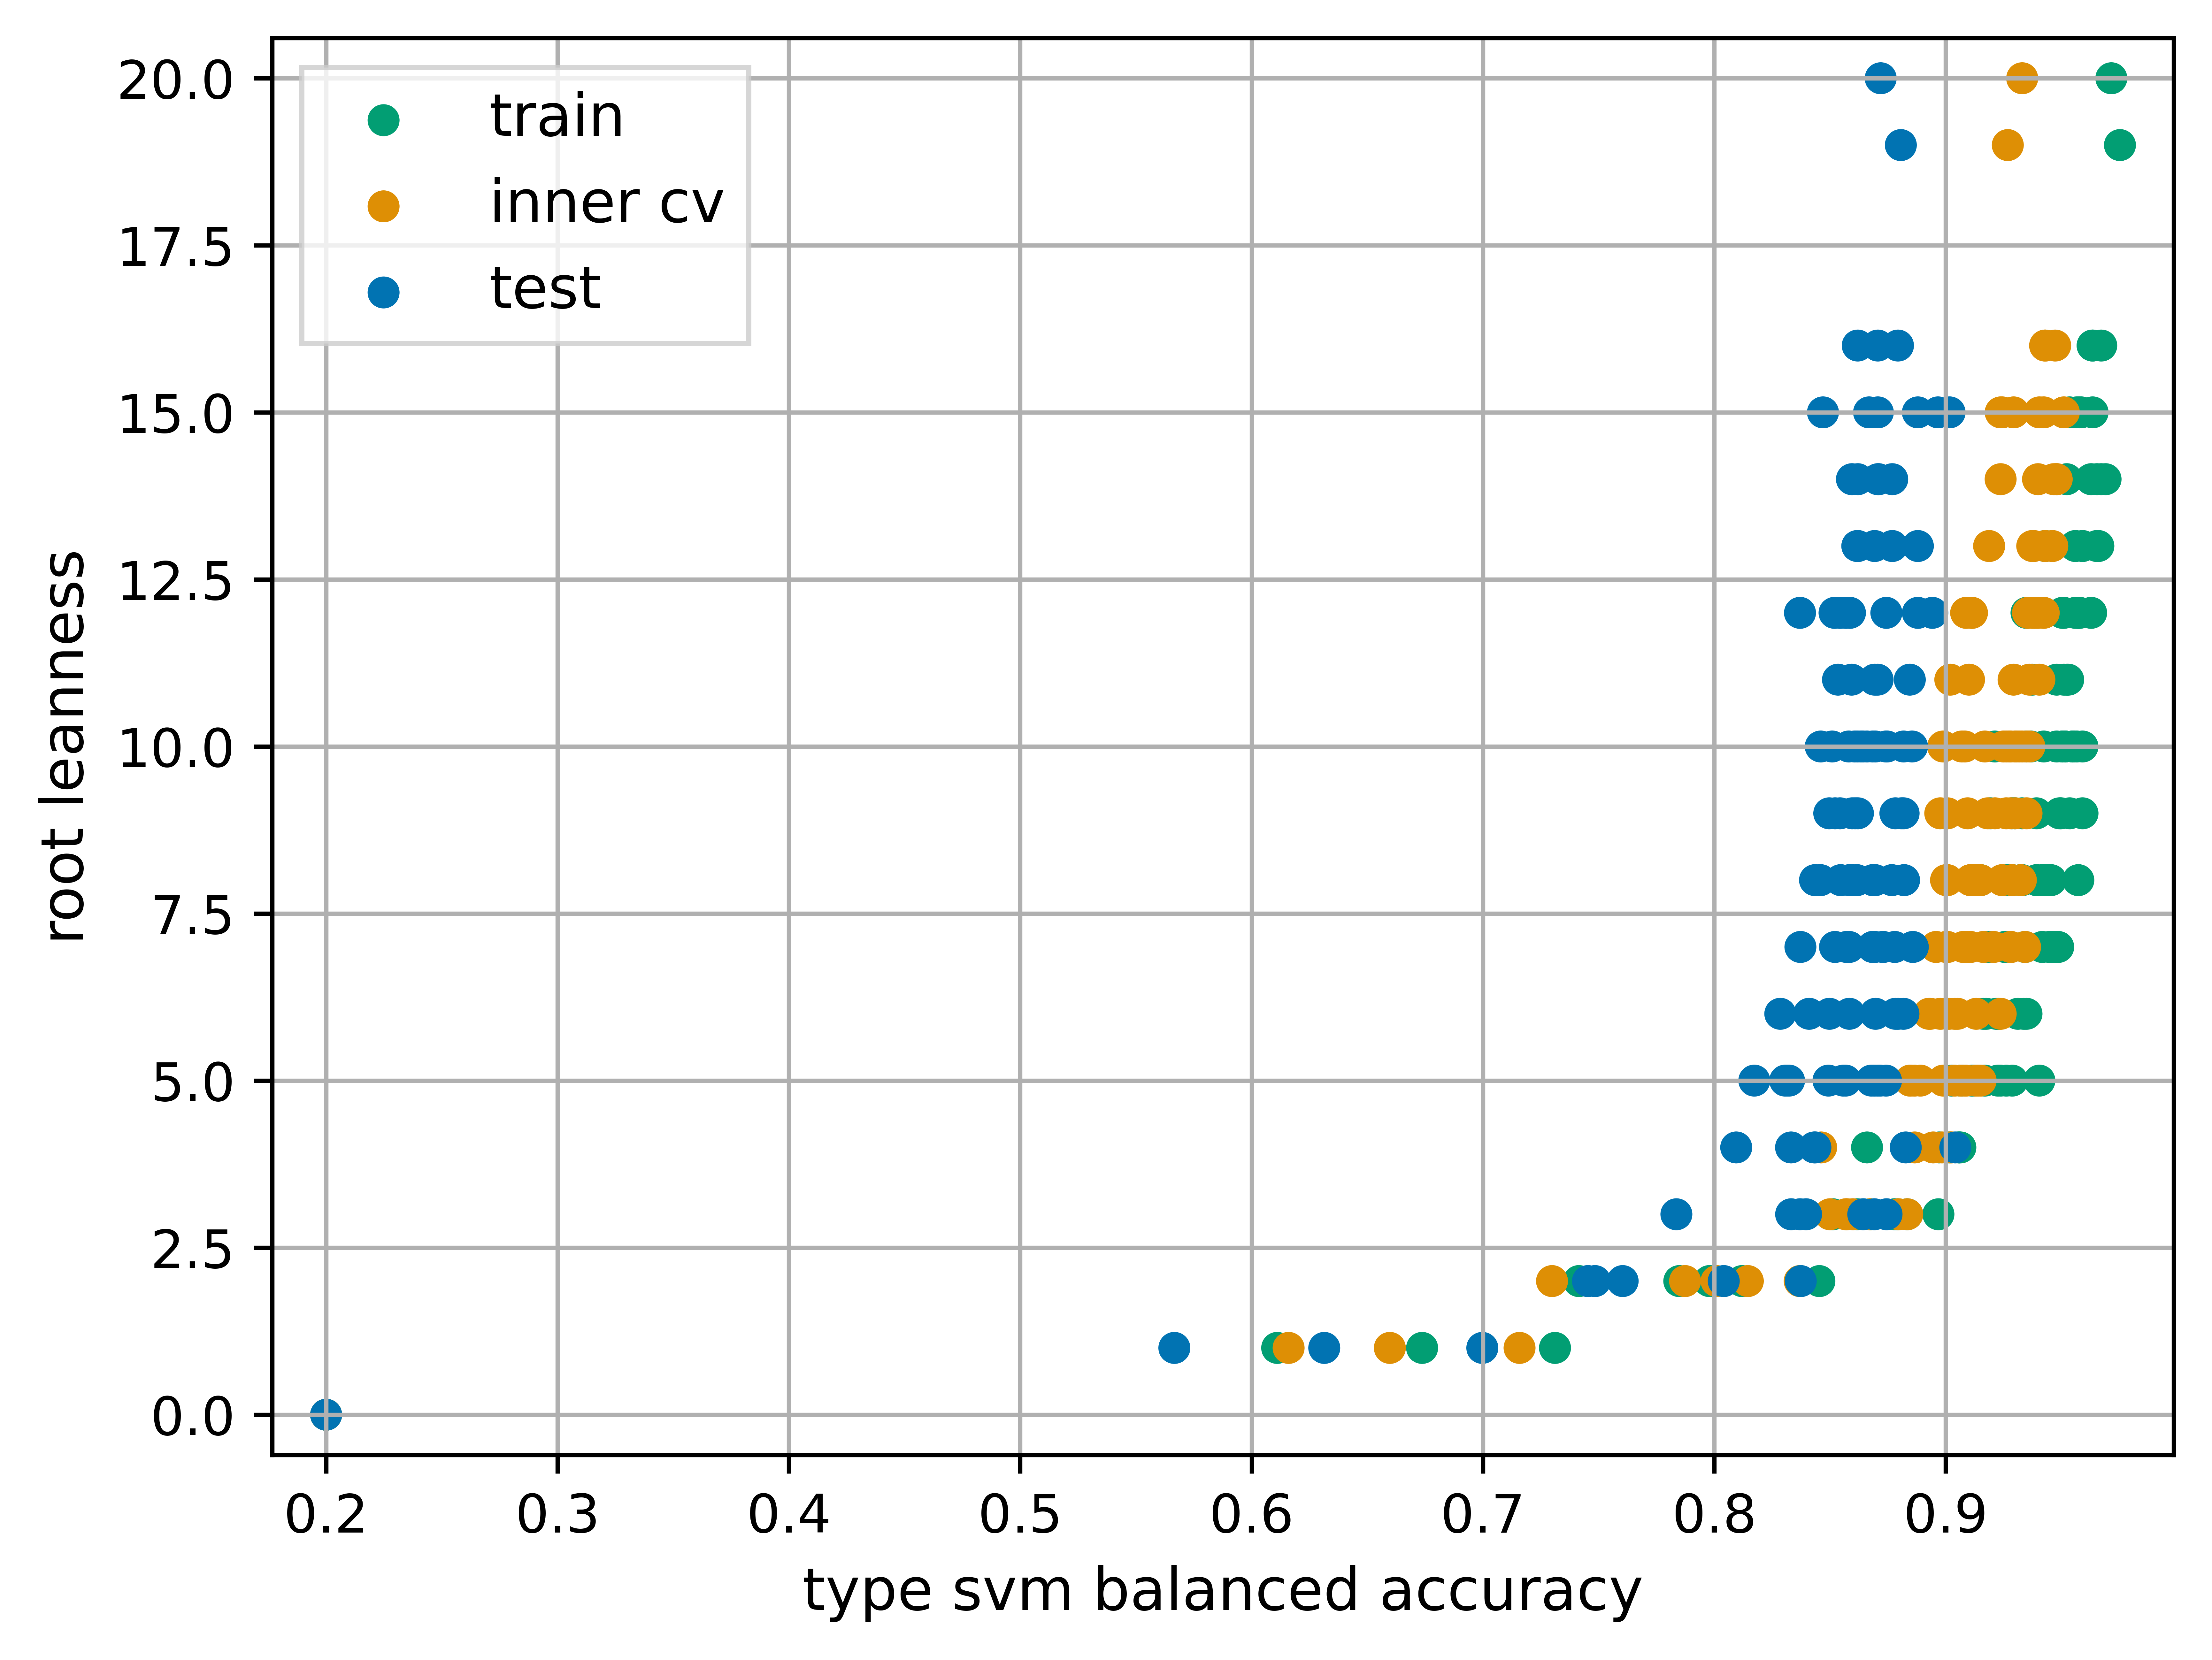 train
inner cv
test
20.0
17.5
15.0
12.5
10.0
7.5
5.0
2.5
0.0
root leanness
0.2 0.3 0.4 0.5 0.6 0.7 0.8 0.9
type svm balanced accuracy